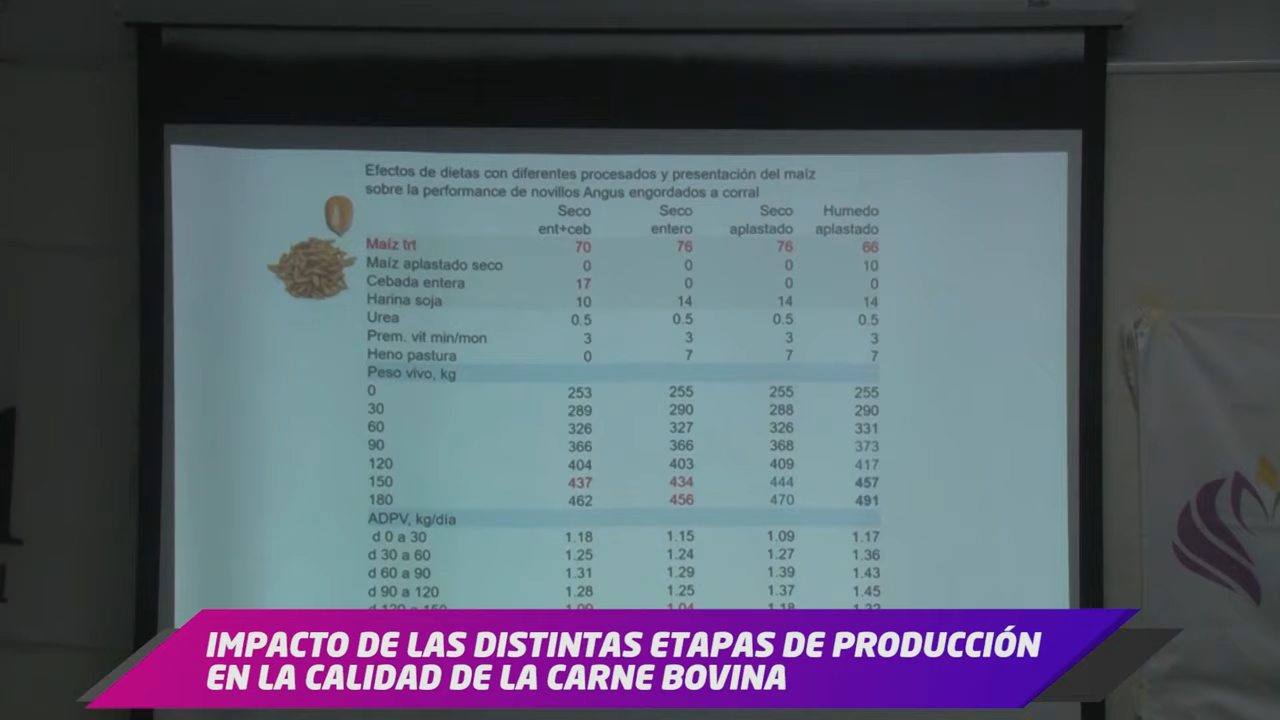 Efectos de dietas con diferentes procesados y presentación del maíz
sobre la performance de novillos Angus engordados a corral
Seco Seco Seco Humedo
ent+ceb entero aplastado aplastado
Maíz trt 70 76 76 66
Maíz aplastado seco 0 0 0 10
Cebada entera 17 0 0 0
Harina soja 10 14 14 14
Urea 0.5 0.5 0.5 0.5
Prem. vit min/mon 3 3 3 3
Heno pastura 0 7 7 7
Peso vivo, kg
0 253 255 255 255
30 289 290 288 290
60 326 327 326 331
90 366 366 368 373
120 404 403 409 417
150 437 434 444 457
180 462 456 470 491
ADPV, kg/día
d 0 a 30 1.18 1.15 1.09 1.17
d 30 a 60 1.25 1.24 1.27 1.36
d 60 a 90 1.31 1.29 1.39 1.43
d 90 a 120 1.28 1.25 1.37 1.45
d 120 a 150 1.09 1.04 1.18
IMPACTO DE LAS DISTINTAS ETAPAS DE PRODUCCIÓN
EN LA CALIDAD DE LA CARNE BOVINA